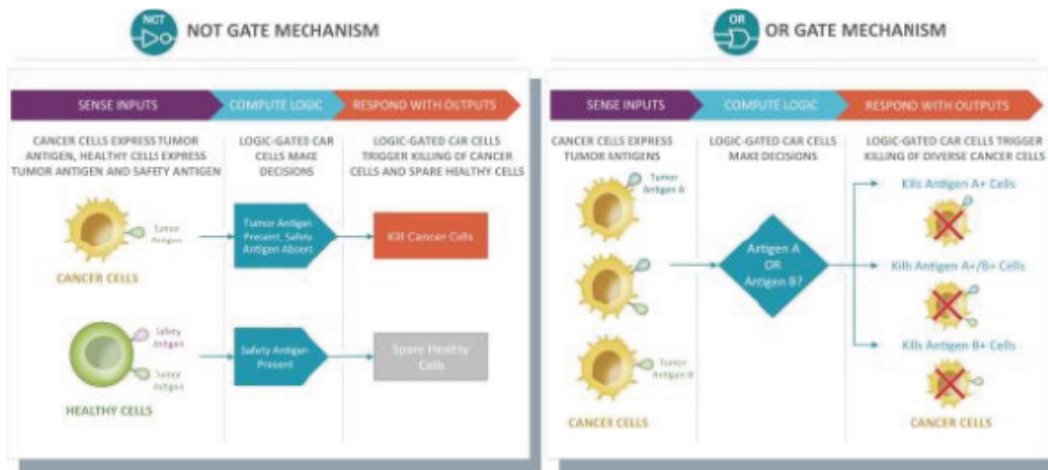 NOT
NOT GATE MECHANISM
SENSE INPUTS
COMPUTE LOGIC
RESPOND WITH OUTPUTS
CANCER CELLS EXPRESS TUMOR
ANTIGEN, HEALTHY CELLS EXPRESS
TUMOR ANTIGEN AND SAFETY ANTIGEN
LOGIC-GATED CAR
CELLS MAKE
DECISIONS
LOGIC-GATED CAR CELLS
TRIGGER KILLING OF CANCER
CELLS AND SPARE HEALTHY CELLS
Tumor
Antigen
CANCER CELLS
Tumor Antigen
Present, Safety
Antigen Absent
Kill Cancer Cells
Safety
Antigen
Tumor
Antigen
HEALTHY CELLS
Safety Antigen
Present
Spare Healthy
Cells
OR
OR GATE MECHANISM
SENSE INPUTS
COMPUTE LOGIC
RESPOND WITH OUTPUTS
CANCER CELLS EXPRESS
TUMOR ANTIGENS
LOGIC-GATED CAR CELLS
MAKE DECISIONS
LOGIC-GATED CAR CELLS TRIGGER
KILLING OF DIVERSE CANCER CELLS
Tumor
Antigen A
Tumor
Antigen B
CANCER CELLS
Antigen A
OR
Antigen B?
Kills Antigen A+ Cells
Kills Antigen A+/B+ Cells
Kills Antigen B+ Cells
CANCER CELLS